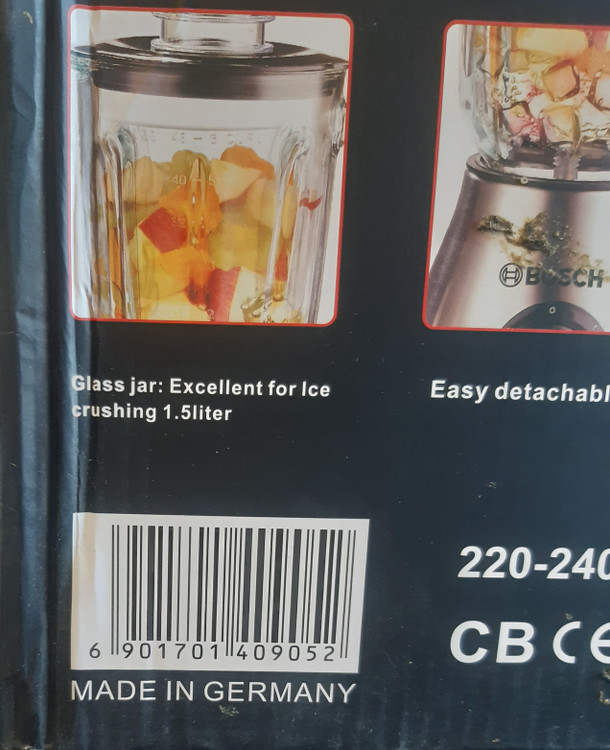 BOSCH
Glass jar: Excellent for Ice
crushing 1.5liter
Easy detachabl
220-240
6 901701 409052
CB CE
MADE IN GERMANY